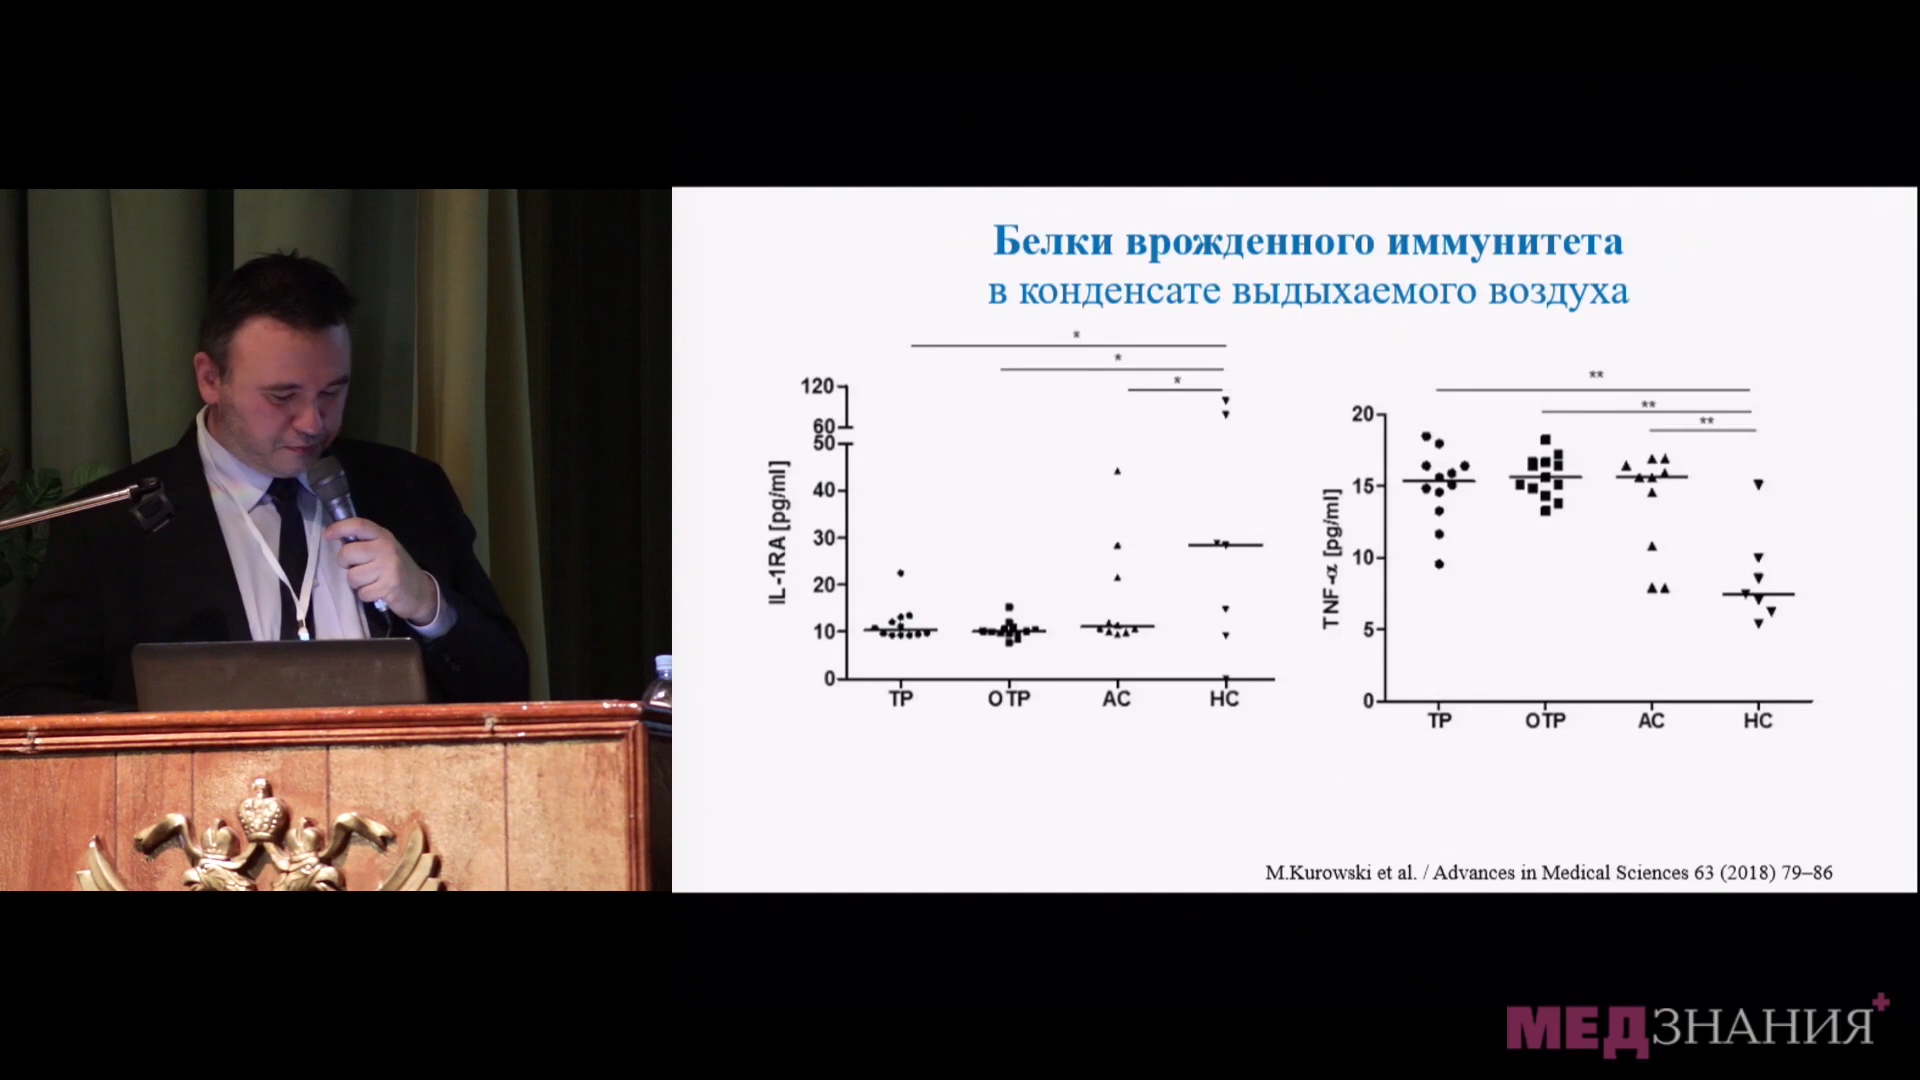 Белки врожденного иммунитета
в конденсате выдыхаемого воздуха
*
*
*
120
60
50
40
30
20
10
0
IL-1RA [pg/ml]
TP
OTP
AC
HC
**
**
**
20
15
10
5
0
TNF-α [pg/ml]
TP
OTP
AC
HC
M.Kurowski et al. / Advances in Medical Sciences 63 (2018) 79–86
МЕДЗНАНИЯ+